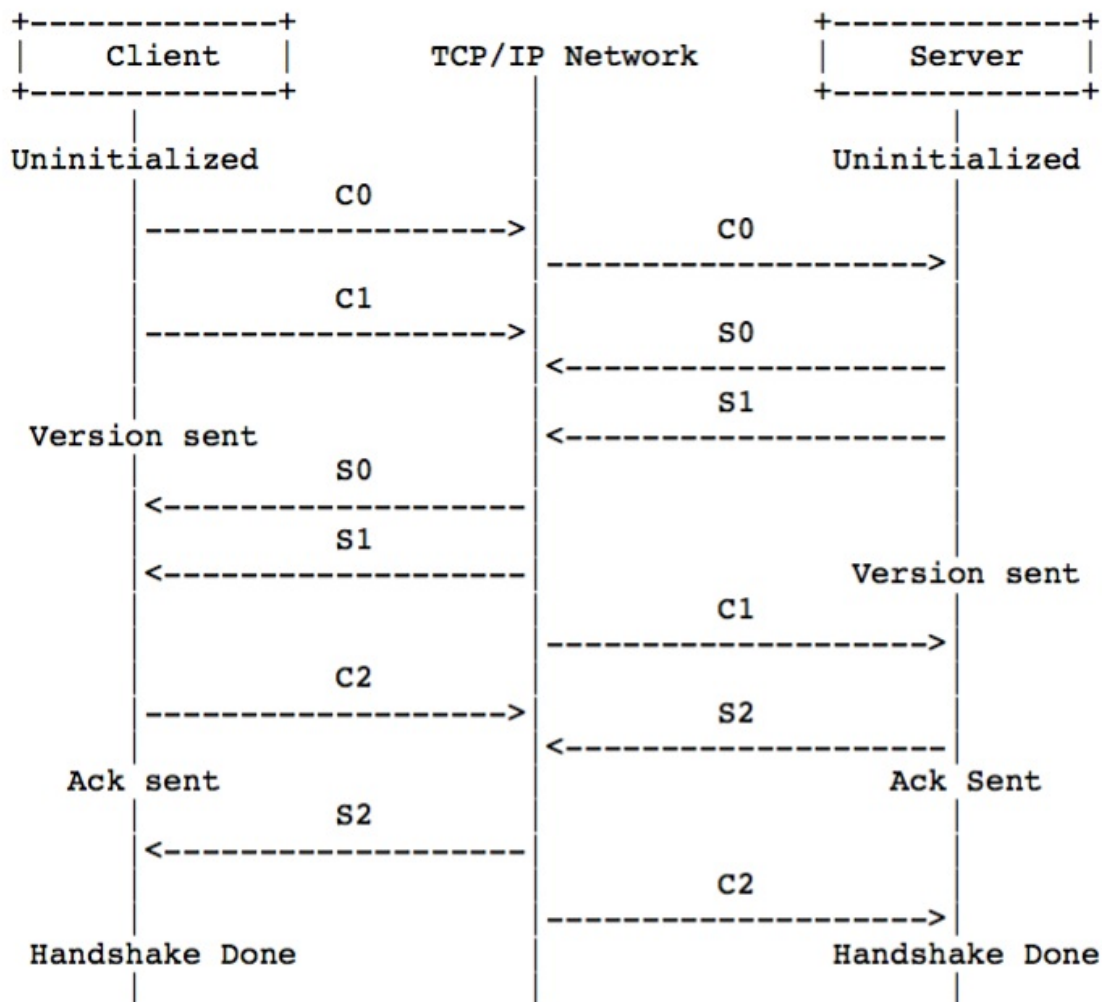 +-------------+                            +-------------+
|    Client   |      TCP/IP Network        |    Server   |
+-------------+             |              +-------------+
      |                     |                     |
Uninitialized               |               Uninitialized
      |          C0         |                     |
      |-------------------->|         C0          |
      |                     |-------------------->|
      |          C1         |                     |
      |-------------------->|         S0          |
      |                     |<--------------------|
      |                     |         S1          |
Version sent                |<--------------------|
      |          S0         |                     |
      |<--------------------|                     |
      |          S1         |                     |
      |<--------------------|               Version sent
      |                     |         C1          |
      |                     |-------------------->|
      |          C2         |                     |
      |-------------------->|         S2          |
      |                     |<--------------------|
   Ack sent                 |                  Ack Sent
      |          S2         |                     |
      |<--------------------|                     |
      |                     |         C2          |
      |                     |-------------------->|
Handshake Done              |               Handshake Done
      |                     |                     |